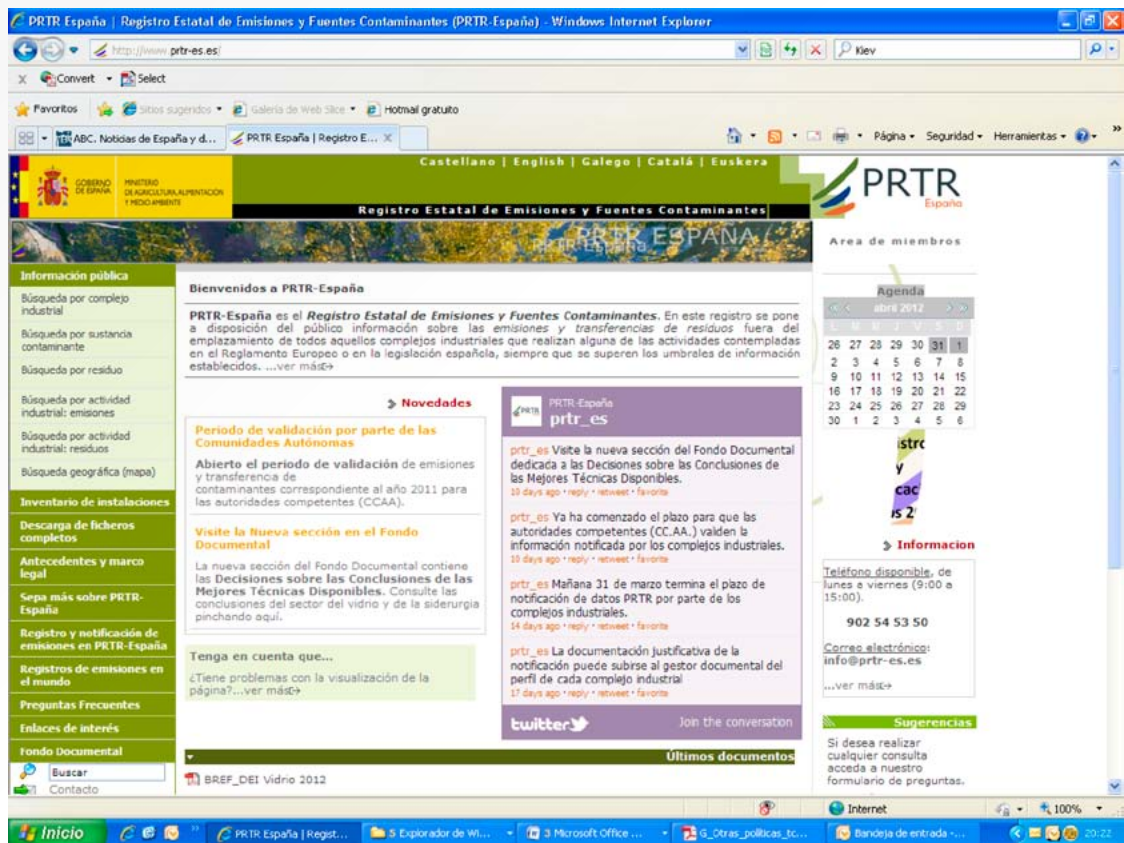 PRTR España | Registro Estatal de Emisiones y Fuentes Contaminantes (PRTR-España) - Windows Internet Explorer
http://www.prtr-es.es/
Kiev
X Convert Select
Favoritos Sitios sugeridos Galería de Web Slice Hotmail gratuito
ABC. Noticias de España y d... PRTR España | Registro E... X
Página Seguridad Herramientas
Castellano | English | Galego | Catalá | Euskera
GOBIERNO
DE ESPAÑA
MINISTERIO
DE AGRICULTURA, ALIMENTACIÓN
Y MEDIO AMBIENTE
Registro Estatal de Emisiones y Fuentes Contaminantes
PRTR ESPAÑA
PRTR-España
PRTR
España
Area de miembros
Información pública
Búsqueda por complejo
industrial
Búsqueda por sustancia
contaminante
Búsqueda por residuo
Búsqueda por actividad
industrial: emisiones
Búsqueda por actividad
industrial: residuos
Búsqueda geográfica (mapa)
Inventario de instalaciones
Descarga de ficheros
completos
Antecedentes y marco
legal
Sepa más sobre PRTR-
España
Registro y notificación de
emisiones en PRTR-España
Registros de emisiones en
el mundo
Preguntas Frecuentes
Enlaces de interés
Fondo Documental
Buscar
Contacto
Bienvenidos a PRTR-España
PRTR-España es el Registro Estatal de Emisiones y Fuentes Contaminantes. En este registro se pone
a disposición del público información sobre las emisiones y transferencias de residuos fuera del
emplazamiento de todos aquellos complejos industriales que realizan alguna de las actividades contempladas
en el Reglamento Europeo o en la legislación española, siempre que se superen los umbrales de información
establecidos. ...ver más
Novedades
Periodo de validación por parte de las
Comunidades Autónomas
Abierto el periodo de validación de emisiones
y transferencia de
contaminantes correspondiente al año 2011 para
las autoridades competentes (CCAA).
Visite la Nueva sección en el Fondo
Documental
La nueva sección del Fondo Documental contiene
las Decisiones sobre las Conclusiones de las
Mejores Técnicas Disponibles. Consulte las
conclusiones del sector del vidrio y de la siderurgia
pinchando aquí.
Tenga en cuenta que...
¿Tiene problemas con la visualización de la
página?...ver más
PRTR
PRTR-España
prtr_es
prtr_es Visite la nueva sección del Fondo Documental
dedicada a las Decisiones sobre las Conclusiones de
las Mejores Técnicas Disponibles.
10 days ago · reply · retweet · favorite
prtr_es Ya ha comenzado el plazo para que las
autoridades competentes (CC.AA.) validen la
información notificada por los complejos industriales.
10 days ago · reply · retweet · favorite
prtr_es Mañana 31 de marzo termina el plazo de
notificación de datos PRTR por parte de los
complejos industriales.
14 days ago · reply · retweet · favorite
prtr_es La documentación justificativa de la
notificación puede subirse al gestor documental del
perfil de cada complejo industrial
17 days ago · reply · retweet · favorite
twitter Join the conversation
Últimos documentos
BREF_DEI Vidrio 2012
Agenda
abril 2012
L M M J V S D
26 27 28 29 30 31 1
2 3 4 5 6 7 8
9 10 11 12 13 14 15
16 17 18 19 20 21 22
23 24 25 26 27 28 29
30 1 2 3 4 5 6
istrc
y
cac
os 2
Informacion
Teléfono disponible, de
lunes a viernes (9:00 a
15:00).
902 54 53 50
Correo electrónico:
info@prtr-es.es
...ver más
Sugerencias
Si desea realizar
cualquier consulta
acceda a nuestro
formulario de preguntas.
Internet 100%
Inicio PRTR España | Regist... 5 Explorador de Wi... 3 Microsoft Office ... G_Otras_políticas_tc... Bandeja de entrada -... 20:22